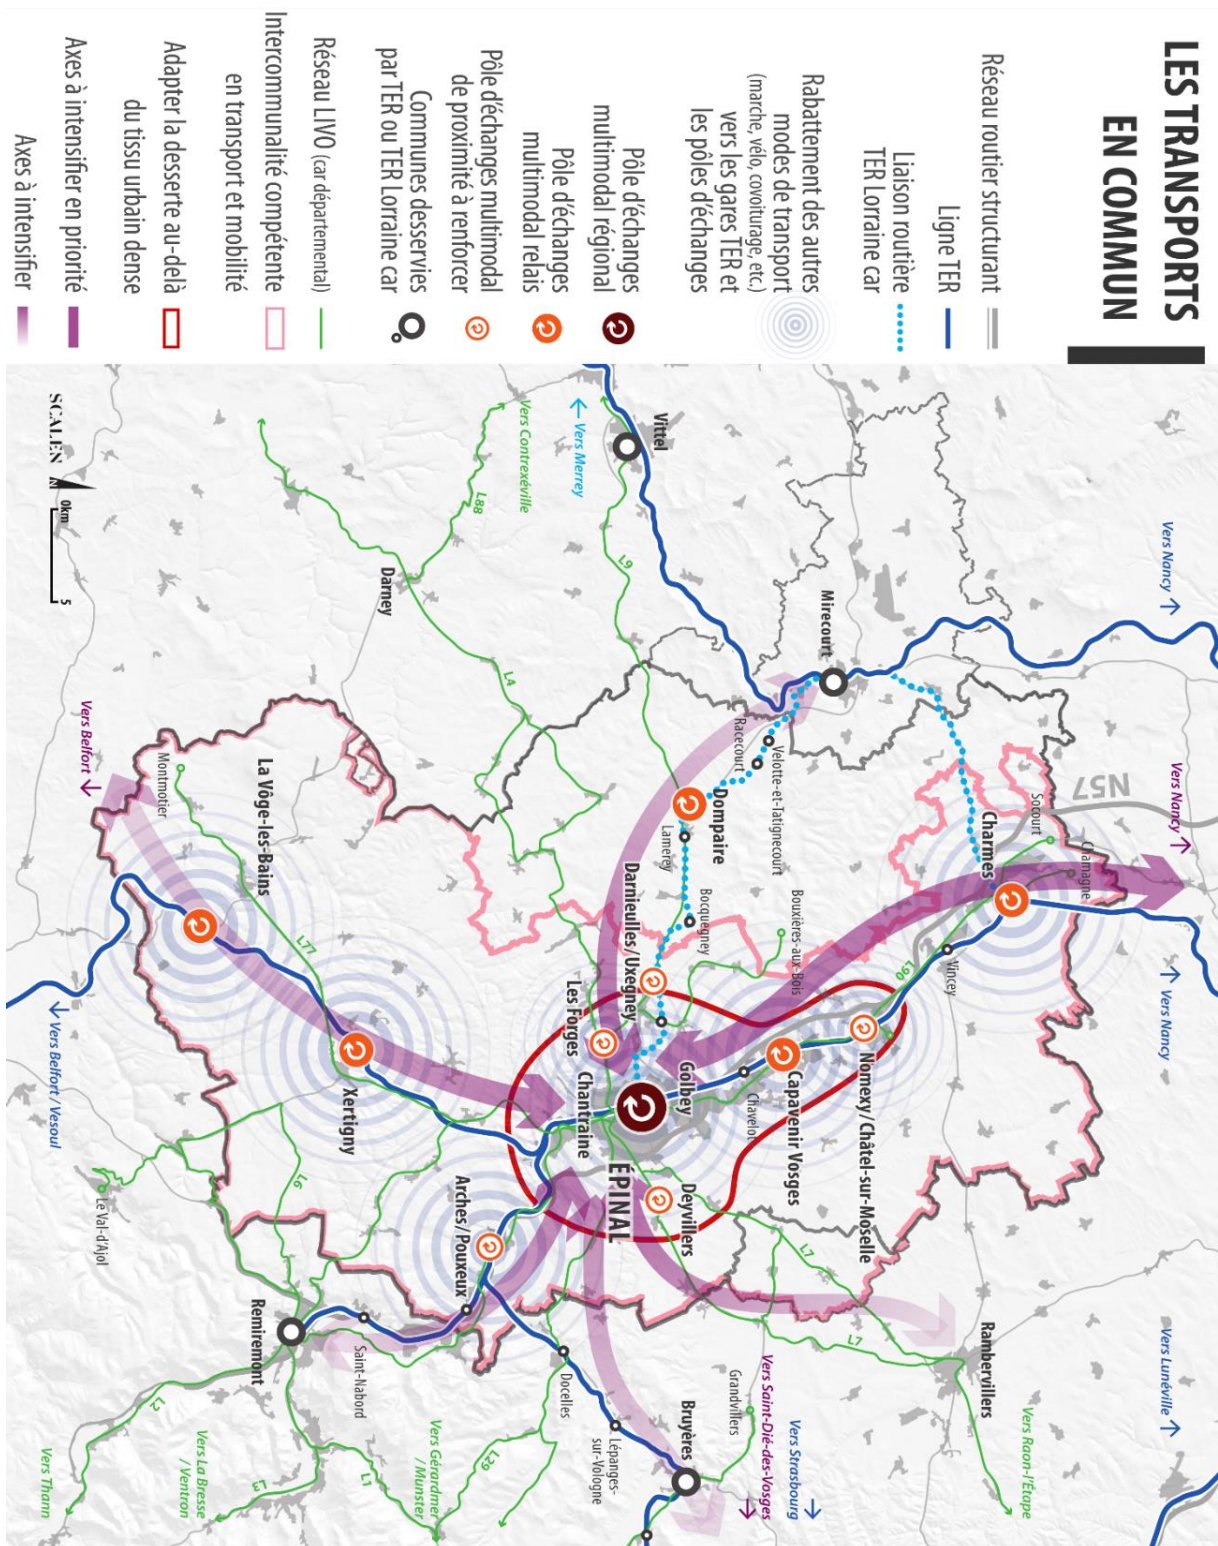 LES TRANSPORTS
EN COMMUN
Réseau routier structurant
Ligne TER
Liaison routière
TER Lorraine car
Rabattement des autres
modes de transport
(marche, vélo, covoiturage, etc.)
vers les gares TER et
les pôles d'échanges
Pôle d'échanges
multimodal régional
Pôle d'échanges
multimodal relais
Pôle d'échanges multimodal
de proximité à renforcer
Communes desservies
par TER ou TER Lorraine car
Réseau LIVO (car départemental)
Intercommunalité compétente
en transport et mobilité
Adapter la desserte au-delà
du tissu urbain dense
Axes à intensifier en priorité
Axes à intensifier
Vers Nancy
Vers Nancy
Vers Nancy
Vers Lunéville
N57
Socourt
Chamagne
Charmes
Vincey
L90
Mirecourt
Velotte-et-Tatignecourt
Racecourt
Dompaire
Lamerey
Bocquegney
Bouxières-aux-Bois
Nomexy/Châtel-sur-Moselle
Capavenir Vosges
Chavelot
Rambervillers
L7
L7
Vers Raon-l'Étape
Vittel
Vers Merrey
Vers Contrexéville
L9
L88
Darney
L4
Darnieulles/Uxegney
Les Forges
Golbey
Chantraine
ÉPINAL
Deyvillers
Grandvillers
Bruyères
Vers Strasbourg
Vers Saint-Dié-des-Vosges
Docelles
Lépanges-
sur-Vologne
L29
Vers Gérardmer
/Munster
Arches/Pouxeux
Xertigny
La Vôge-les-Bains
Montmotier
L77
L6
Le Val-d'Ajol
Remiremont
Saint-Nabord
L1
L3
L2
Vers La Bresse
/Ventron
Vers Thann
Vers Belfort
Vers Belfort / Vesoul
SCALEN
N
0km
5